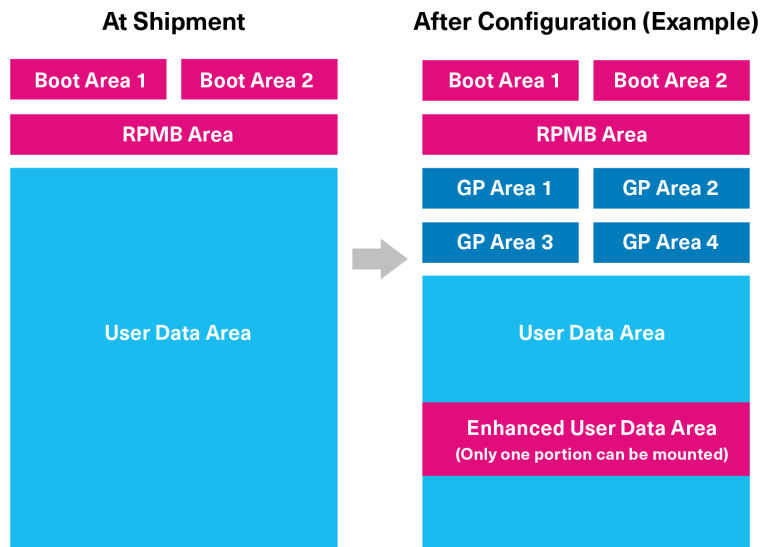 At Shipment
Boot Area 1
Boot Area 2
RPMB Area
User Data Area
After Configuration (Example)
Boot Area 1
Boot Area 2
RPMB Area
GP Area 1
GP Area 2
GP Area 3
GP Area 4
User Data Area
Enhanced User Data Area
(Only one portion can be mounted)